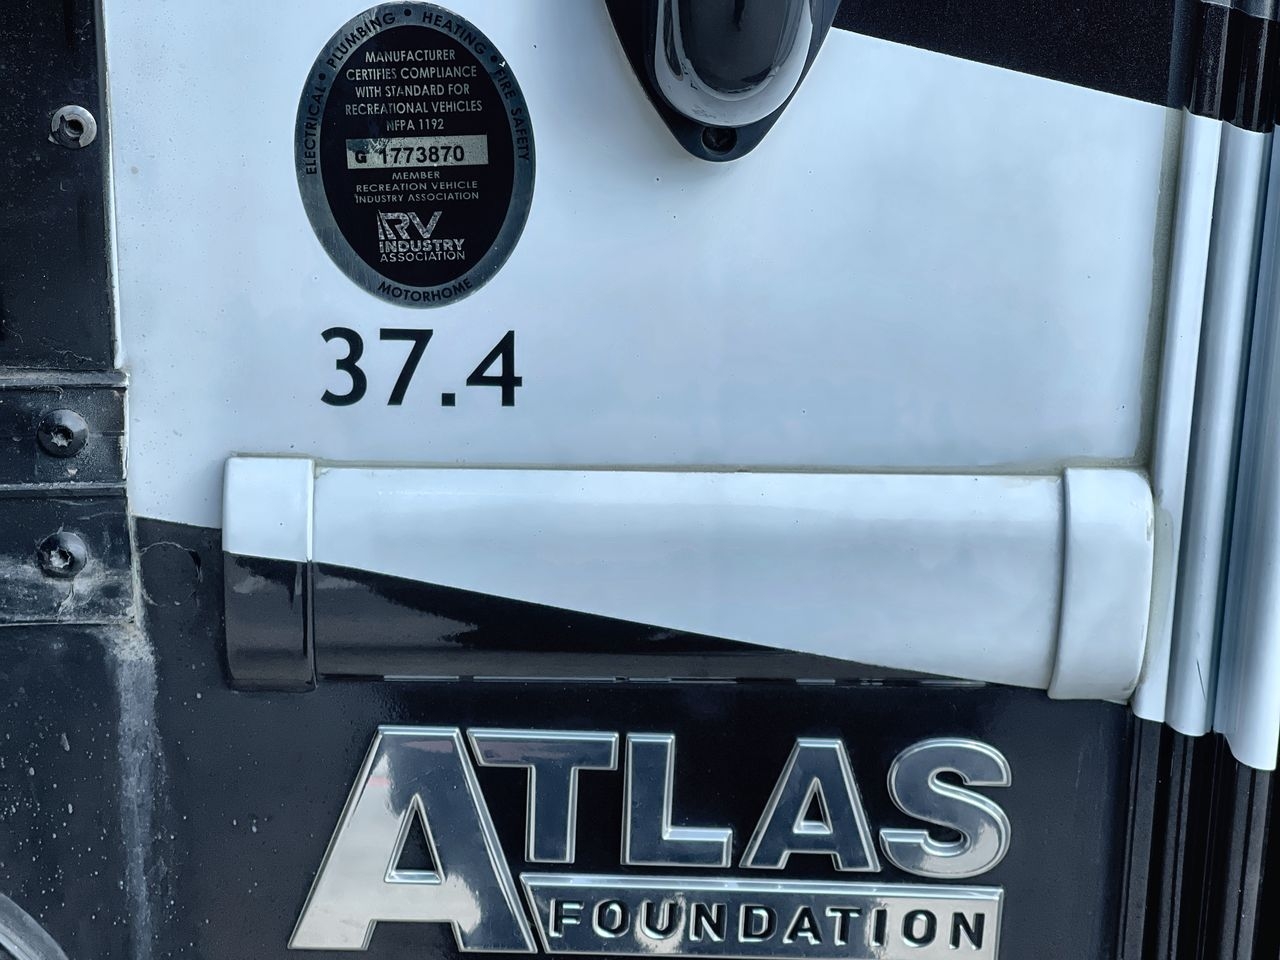 ELECTRICAL • PLUMBING • HEATING • FIRE SAFETY
MANUFACTURER
CERTIFIES COMPLIANCE
WITH STANDARD FOR
RECREATIONAL VEHICLES
NFPA 1192
G 1773870
MEMBER
RECREATION VEHICLE
INDUSTRY ASSOCIATION
RV
INDUSTRY
ASSOCIATION
MOTORHOME
37.4
ATLAS
FOUNDATION